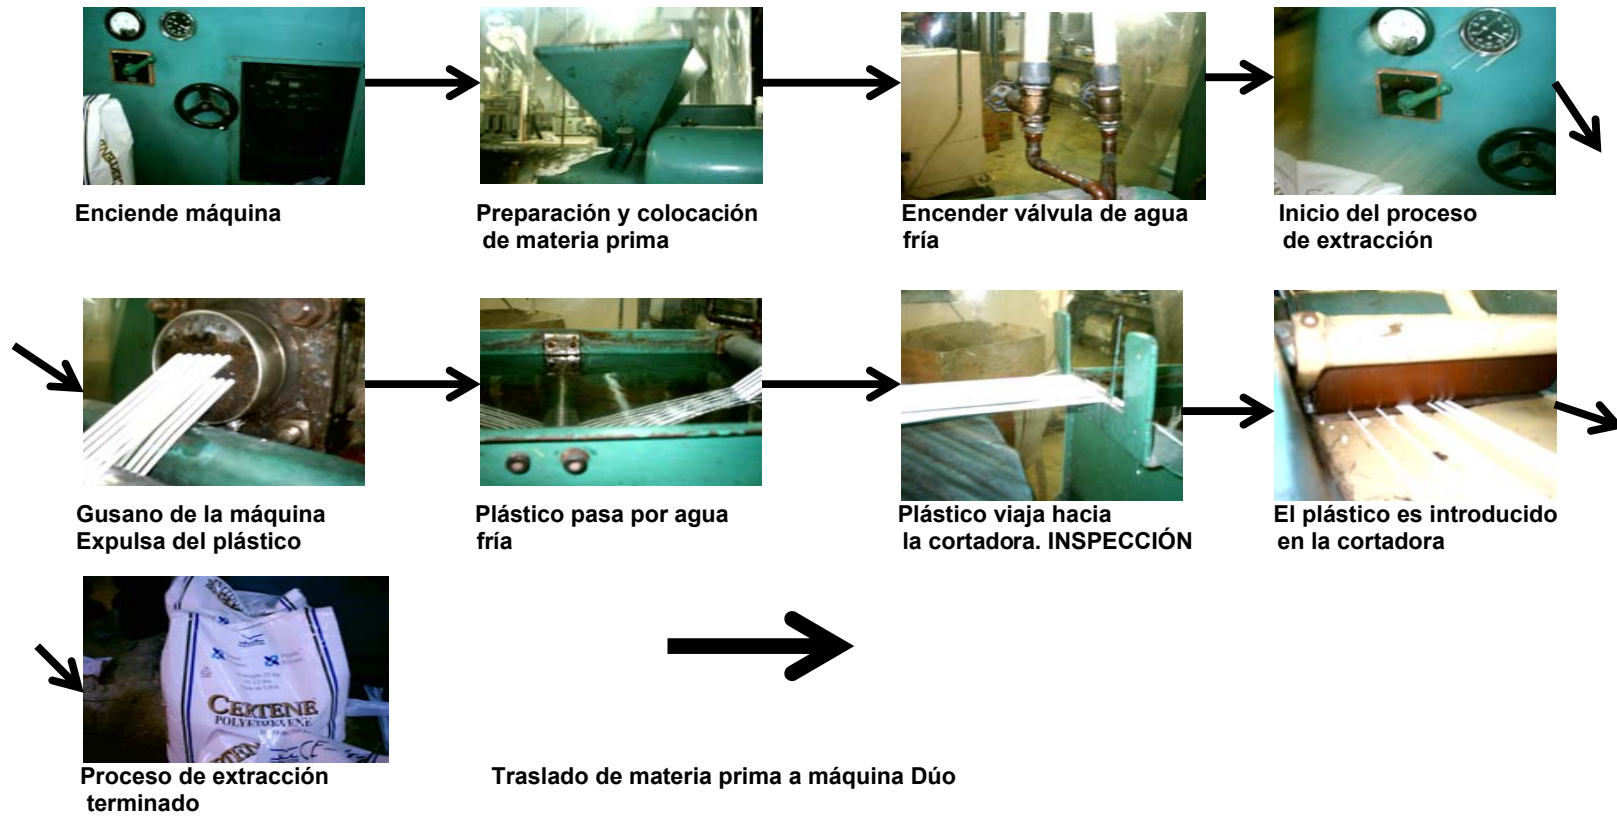 Enciende máquina
Preparación y colocación
de materia prima
Encender válvula de agua
fría
Inicio del proceso
de extracción
Gusano de la máquina
Expulsa del plástico
Plástico pasa por agua
fría
Plástico viaja hacia
la cortadora. INSPECCIÓN
El plástico es introducido
en la cortadora
CERTENE
POLYETHYLENE
Proceso de extracción
terminado
Traslado de materia prima a máquina Dúo